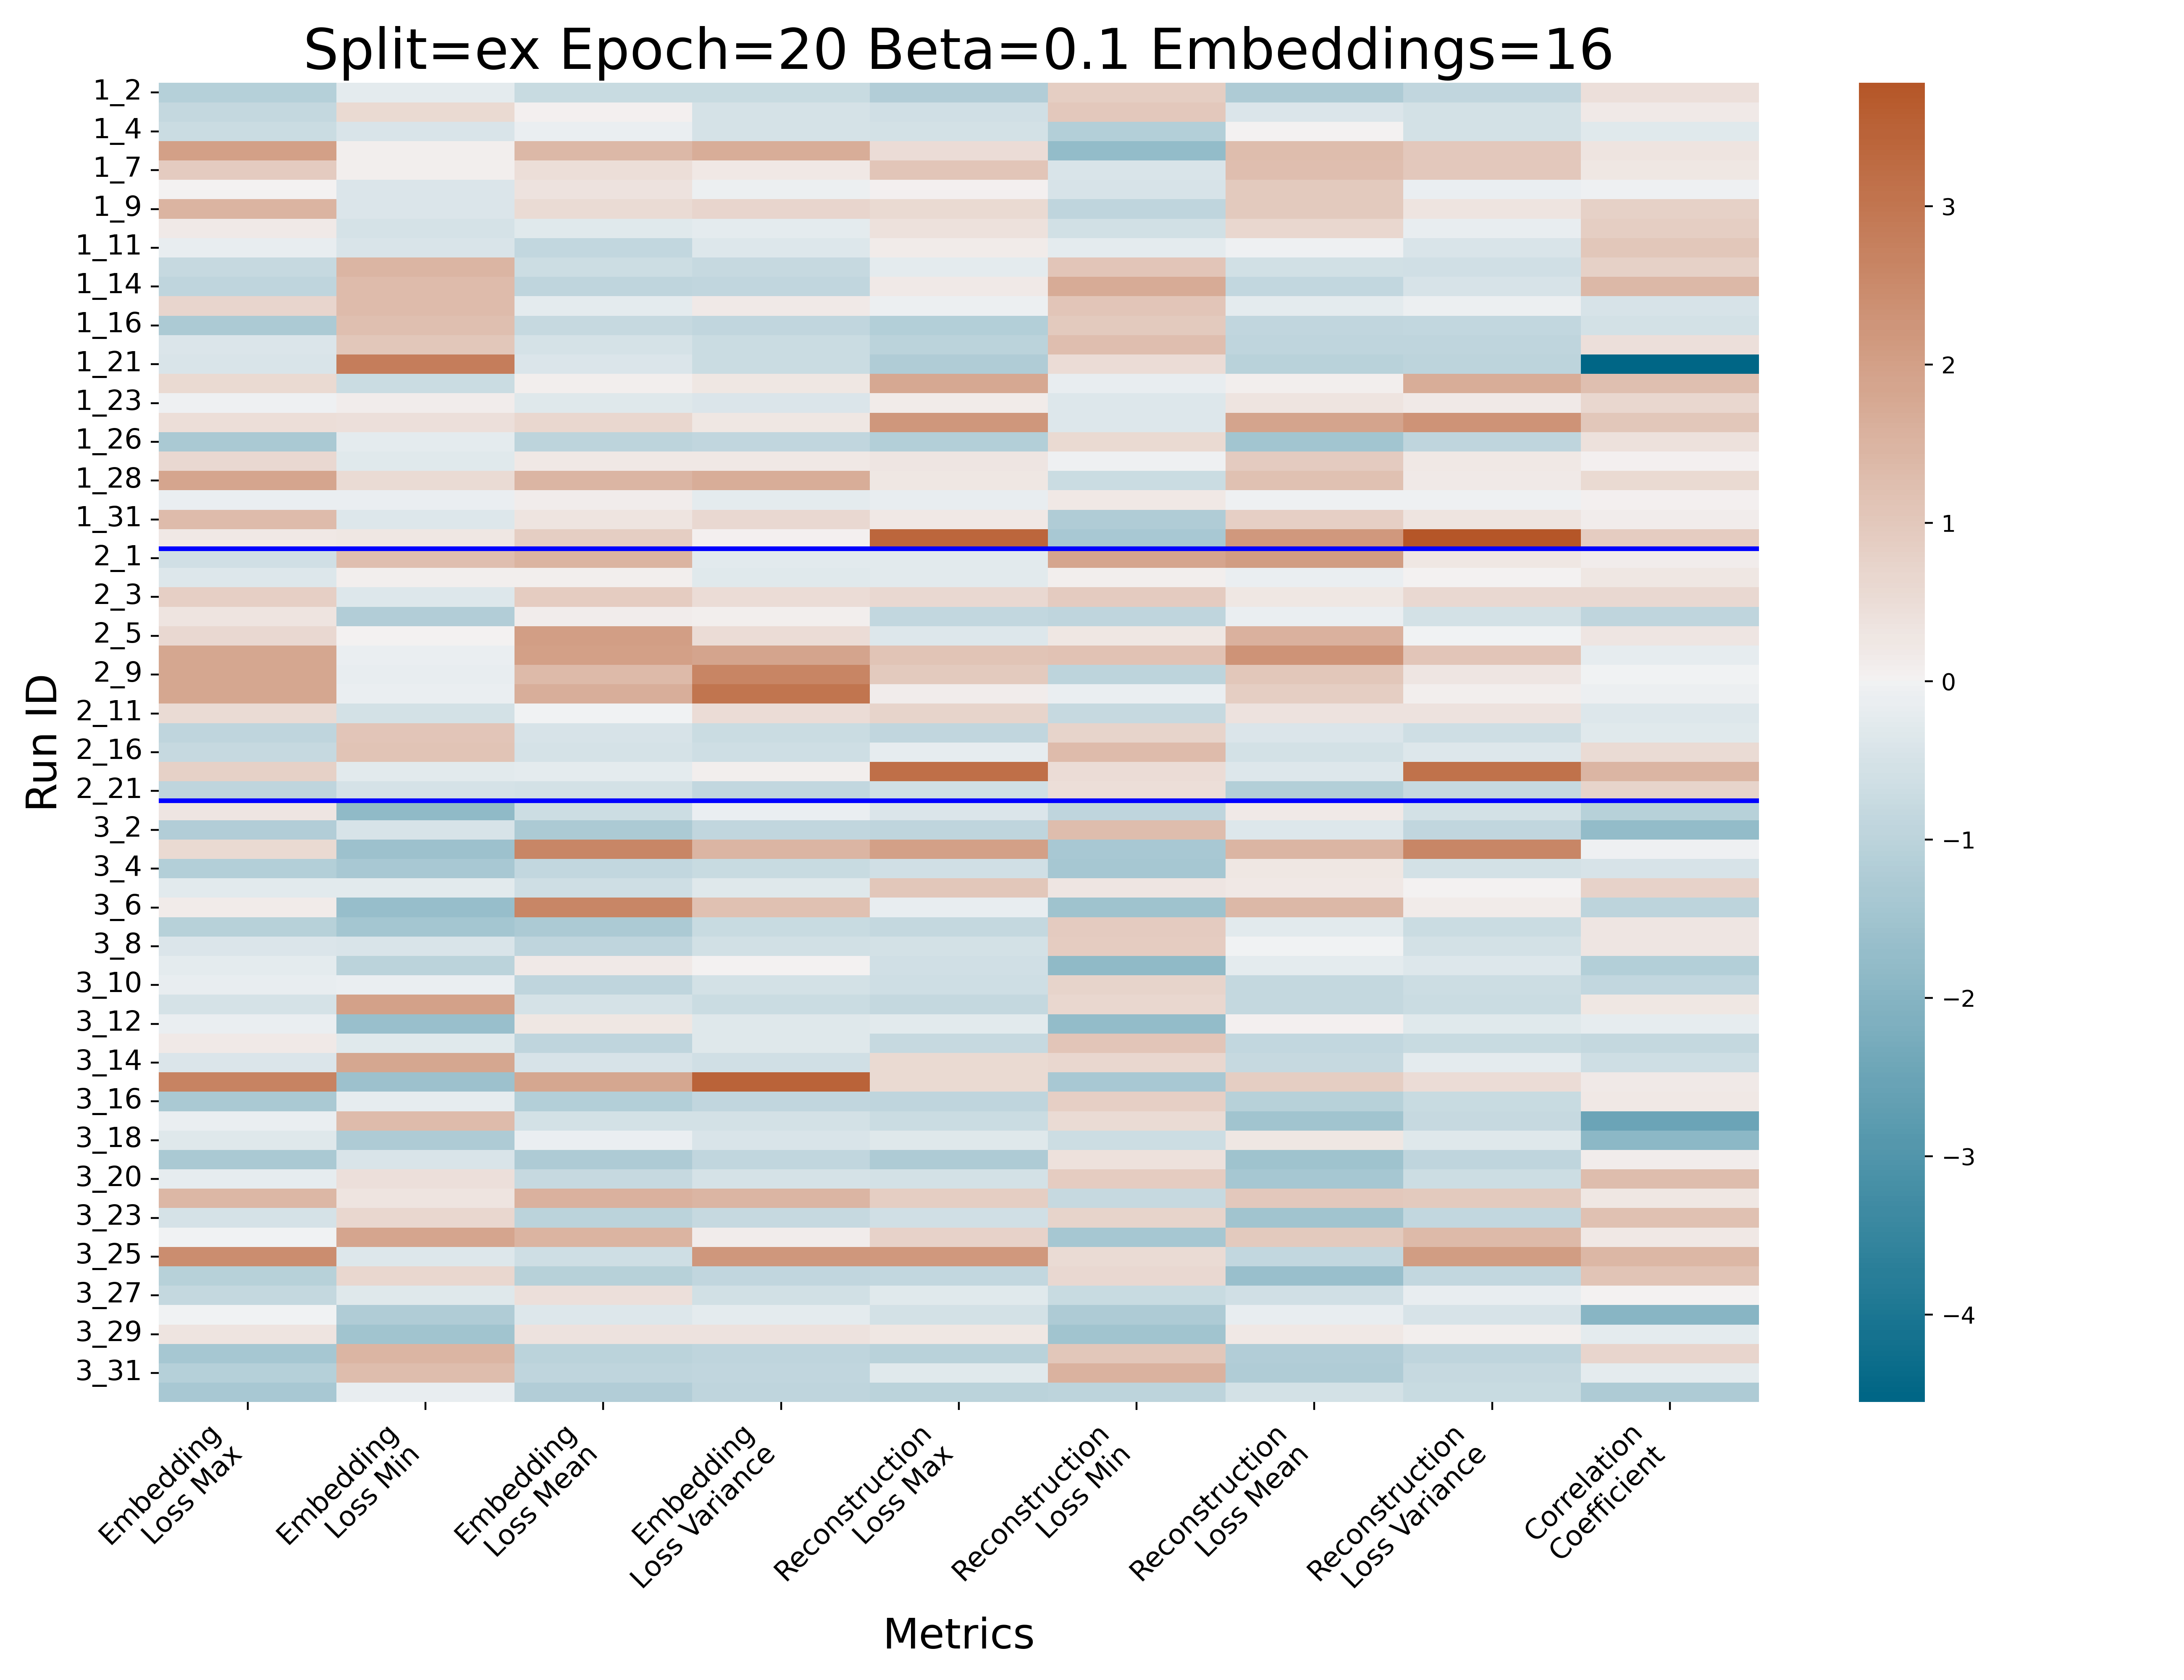 Split=ex Epoch=20 Beta=0.1 Embeddings=16
Run ID
1_2
1_4
1_7
1_9
1_11
1_14
1_16
1_21
1_23
1_26
1_28
1_31
2_1
2_3
2_5
2_9
2_11
2_16
2_21
3_2
3_4
3_6
3_8
3_10
3_12
3_14
3_16
3_18
3_20
3_23
3_25
3_27
3_29
3_31
Embedding
Loss Max
Embedding
Loss Min
Embedding
Loss Mean
Embedding
Loss Variance
Reconstruction
Loss Max
Reconstruction
Loss Min
Reconstruction
Loss Mean
Reconstruction
Loss Variance
Correlation
Coefficient
Metrics
3
2
1
0
−1
−2
−3
−4